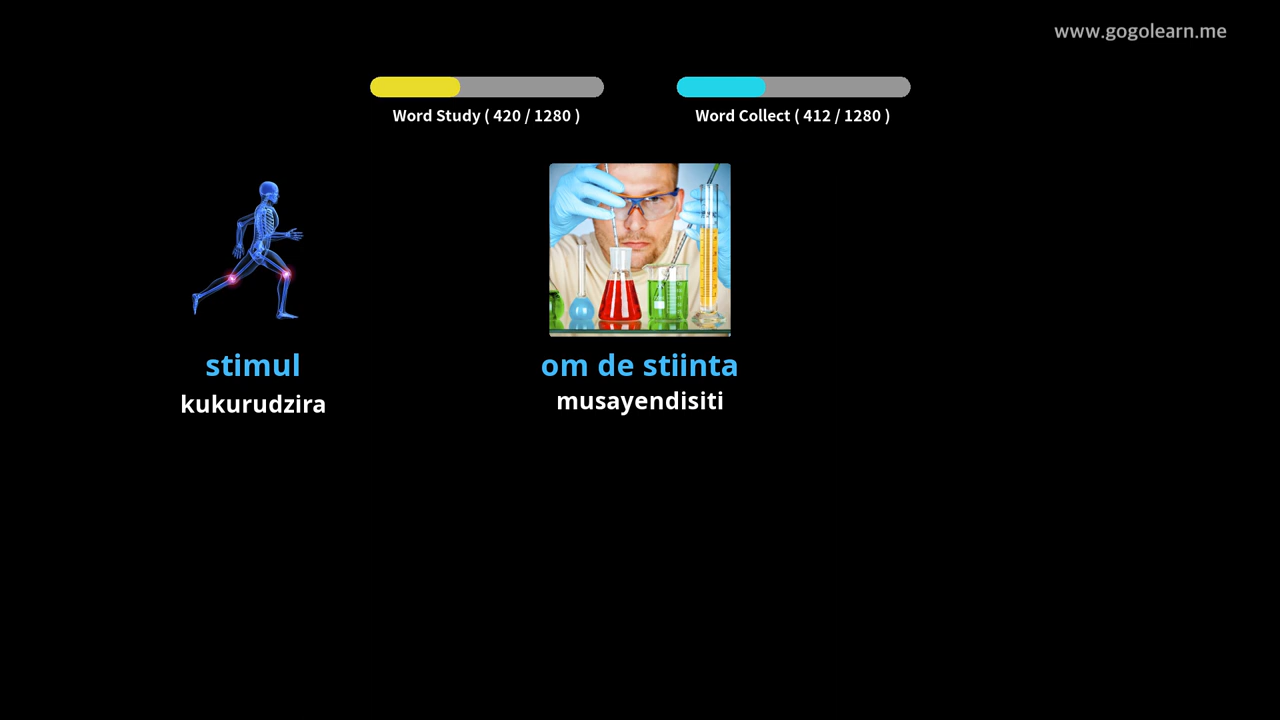 www.gogolearn.me
Word Study ( 420 / 1280 )
Word Collect ( 412 / 1280 )
stimul
om de stiinta
kukurudzira
musayendisiti